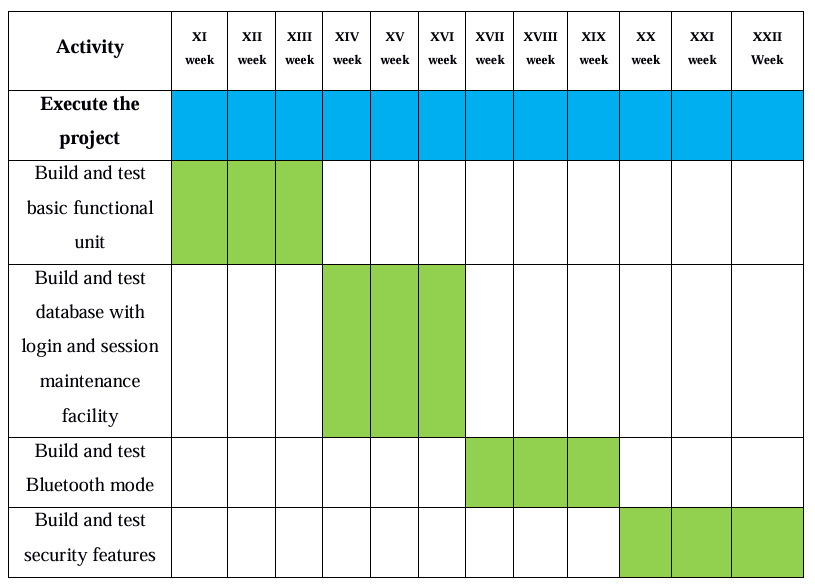 Activity
XI week
XII week
XIII week
XIV week
XV week
XVI week
XVII week
XVIII week
XIX week
XX week
XXI week
XXII Week
Execute the
project
Build and test
basic functional
unit
Build and test
database with
login and session
maintenance
facility
Build and test
Bluetooth mode
Build and test
security features